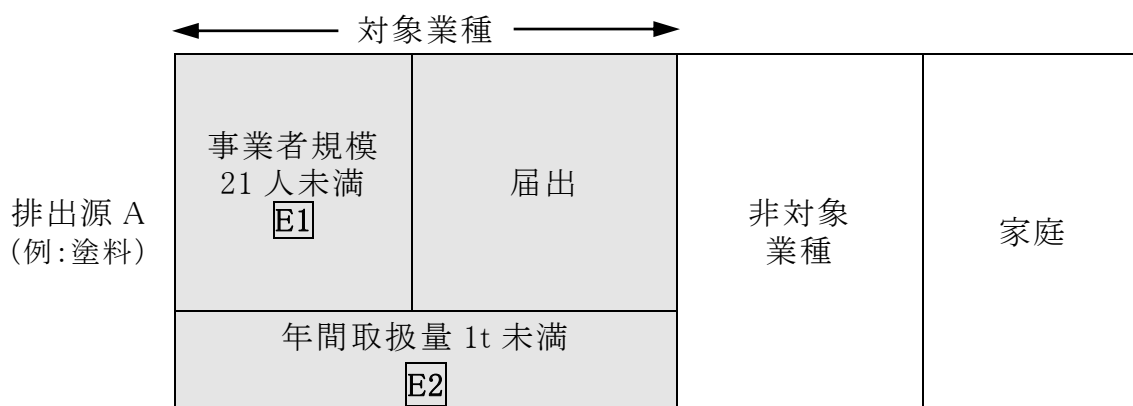 対象業種
排出源 A
(例:塗料)
事業者規模
21 人未満
E1
届出
非対象
業種
家庭
年間取扱量 1t 未満
E2